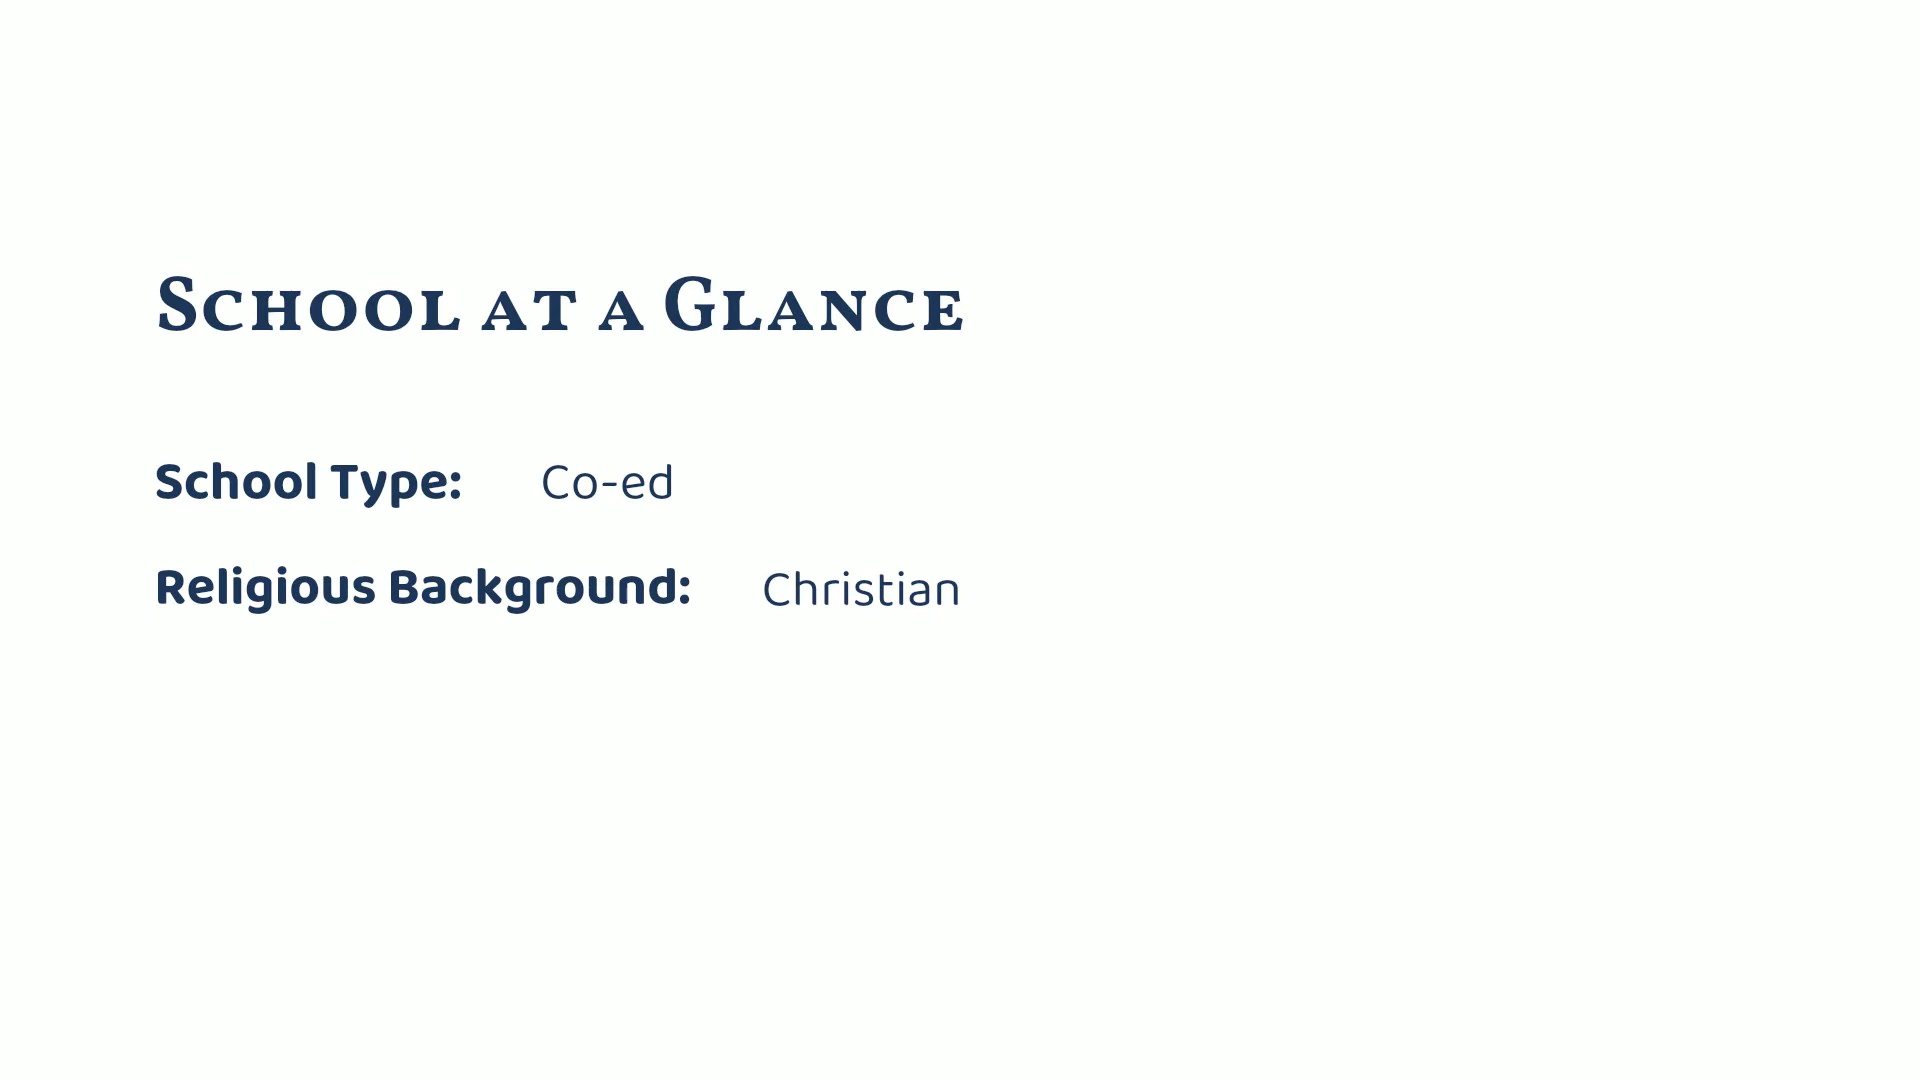 School at a Glance
School Type: Co-ed
Religious Background: Christian